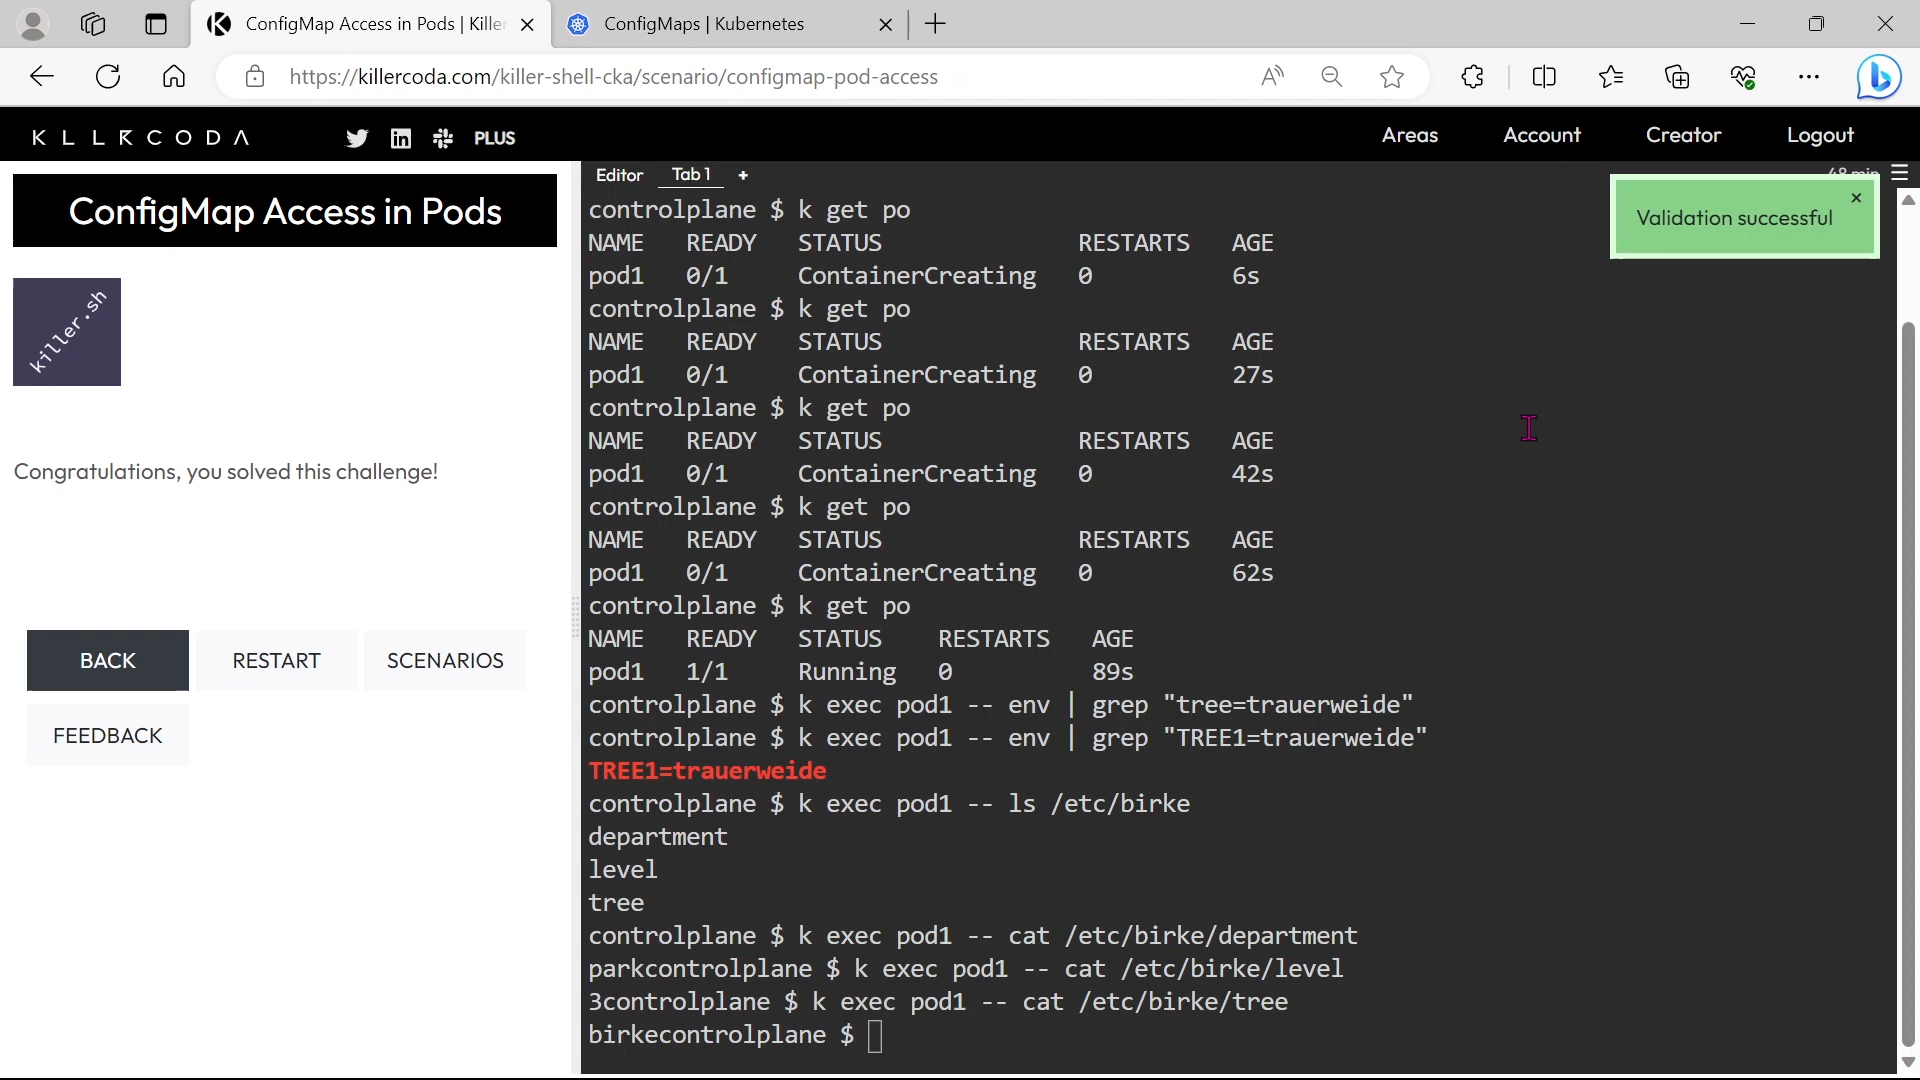 ConfigMap Access in Pods | Killer
ConfigMaps | Kubernetes
https://killercoda.com/killer-shell-cka/scenario/configmap-pod-access
KLLRCODA
PLUS
Areas
Account
Creator
Logout
ConfigMap Access in Pods
killer.sh
Congratulations, you solved this challenge!
BACK
RESTART
SCENARIOS
FEEDBACK
Editor
Tab 1
+
48 min
Validation successful
controlplane $ k get po
NAME READY STATUS RESTARTS AGE
pod1 0/1 ContainerCreating 0 6s
controlplane $ k get po
NAME READY STATUS RESTARTS AGE
pod1 0/1 ContainerCreating 0 27s
controlplane $ k get po
NAME READY STATUS RESTARTS AGE
pod1 0/1 ContainerCreating 0 42s
controlplane $ k get po
NAME READY STATUS RESTARTS AGE
pod1 0/1 ContainerCreating 0 62s
controlplane $ k get po
NAME READY STATUS RESTARTS AGE
pod1 1/1 Running 0 89s
controlplane $ k exec pod1 -- env | grep "tree=trauerweide"
controlplane $ k exec pod1 -- env | grep "TREE1=trauerweide"
TREE1=trauerweide
controlplane $ k exec pod1 -- ls /etc/birke
department
level
tree
controlplane $ k exec pod1 -- cat /etc/birke/department
parkcontrolplane $ k exec pod1 -- cat /etc/birke/level
3controlplane $ k exec pod1 -- cat /etc/birke/tree
birkecontrolplane $